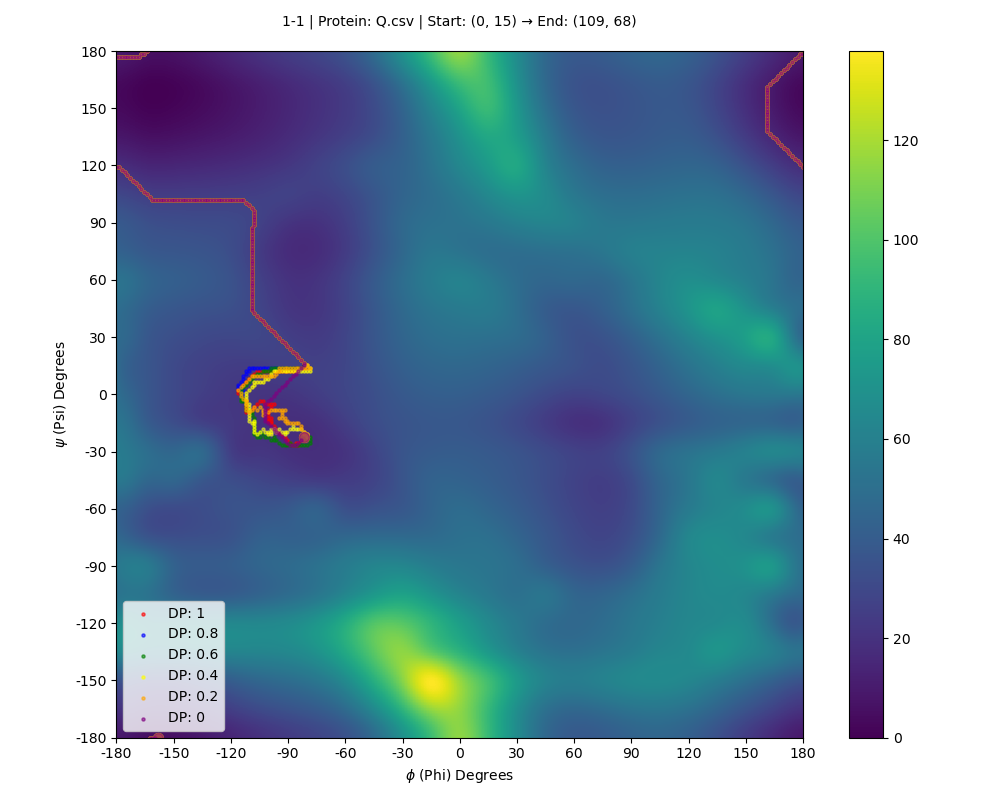 1-1 | Protein: Q.csv | Start: (0, 15) → End: (109, 68)
180
150
120
90
60
30
0
-30
-60
-90
-120
-150
-180
ψ (Psi) Degrees
DP: 1
DP: 0.8
DP: 0.6
DP: 0.4
DP: 0.2
DP: 0
-180 -150 -120 -90 -60 -30 0 30 60 90 120 150 180
ϕ (Phi) Degrees
120
100
80
60
40
20
0